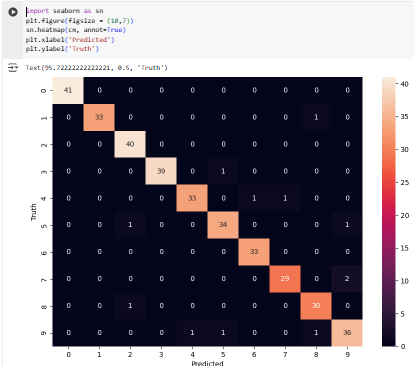 import seaborn as sn
plt.figure(figsize = (10,7))
sn.heatmap(cm, annot=True)
plt.xlabel('Predicted')
plt.ylabel('Truth')
Text(95.72222222222221, 0.5, 'Truth')
0 41 0 0 0 0 0 0 0 0 0
1 0 33 0 0 0 0 0 0 1 0
2 0 0 40 0 0 0 0 0 0 0
3 0 0 0 39 0 1 0 0 0 0
4 0 0 0 0 33 0 1 1 0 0
5 0 0 1 0 0 34 0 0 0 1
6 0 0 0 0 0 0 33 0 0 0
7 0 0 0 0 0 0 0 29 0 2
8 0 0 1 0 0 0 0 0 30 0
9 0 0 0 0 1 1 0 0 1 36
0 1 2 3 4 5 6 7 8 9
Predicted
Truth
40
35
30
25
20
15
10
5
0